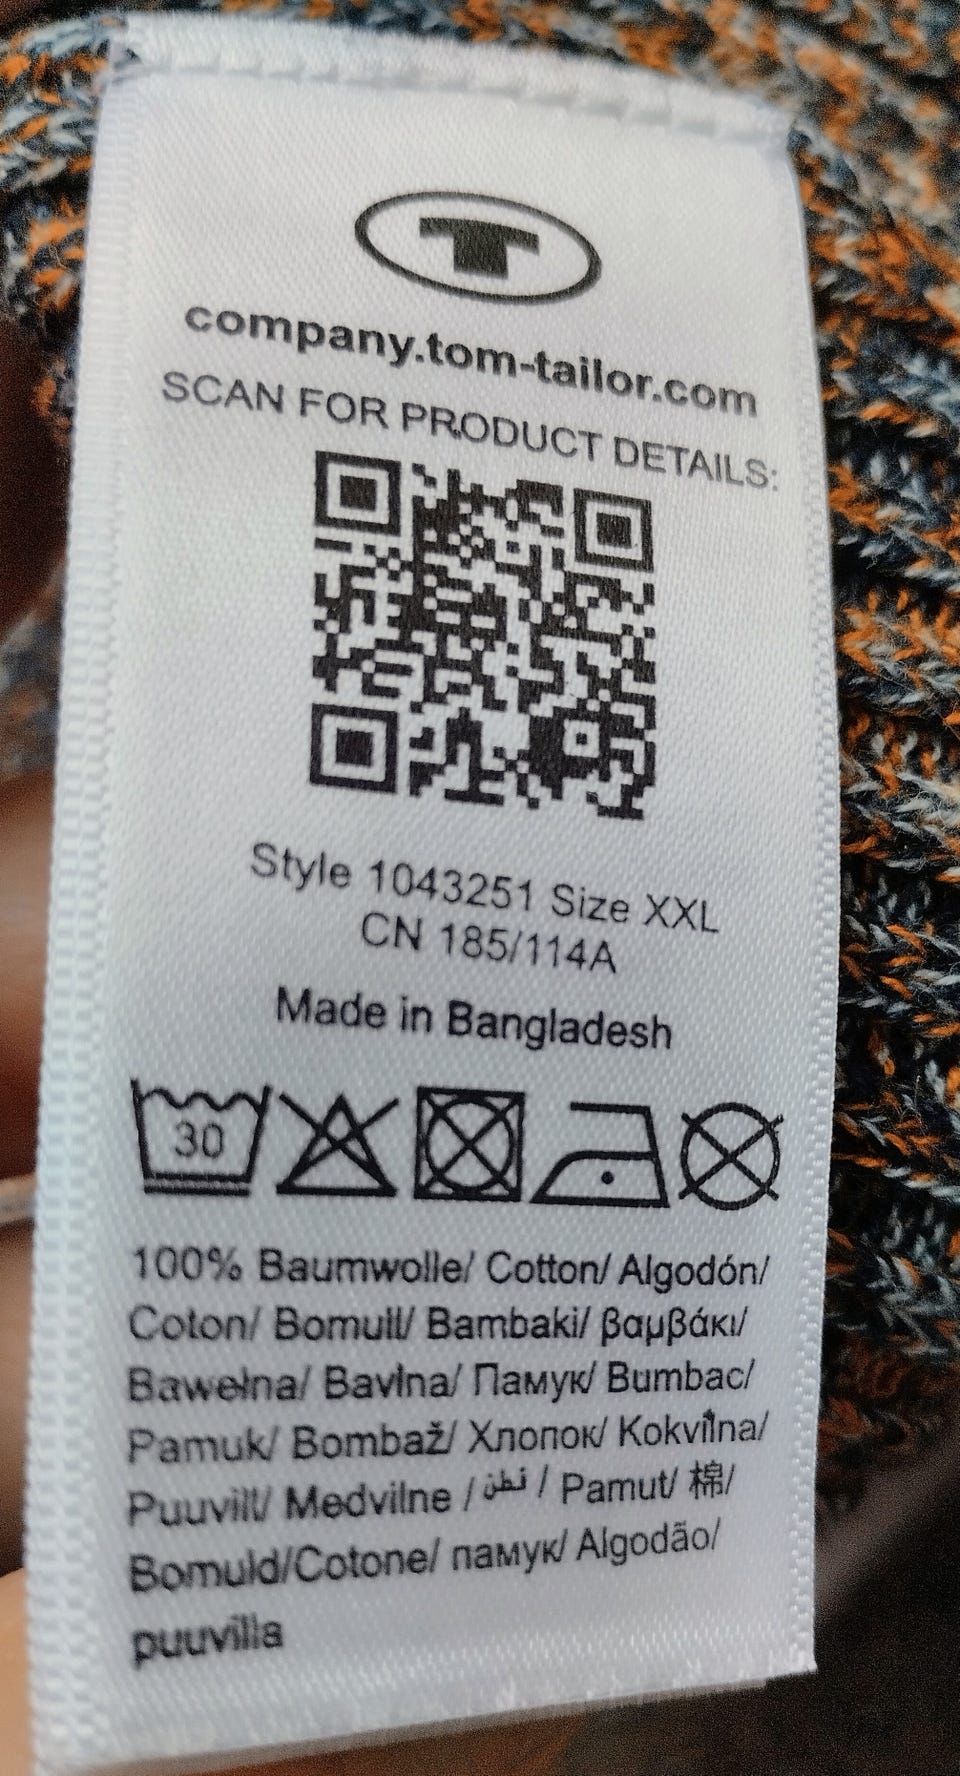 T
company.tom-tailor.com
SCAN FOR PRODUCT DETAILS:
Style 1043251 Size XXL
CN 185/114A
Made in Bangladesh
30
100% Baumwolle/ Cotton/ Algodón/
Coton/ Bomull/ Bambaki/ βαμβάκι/
Bawełna/ Bavlna/ Памук/ Bumbac/
Pamuk/ Bombaž/ Хлопок/ Kokvilna/
Puuvill/ Medvilne / قطن / Pamut/ 棉/
Bomuld/Cotone/ памук/ Algodão/
puuvilla